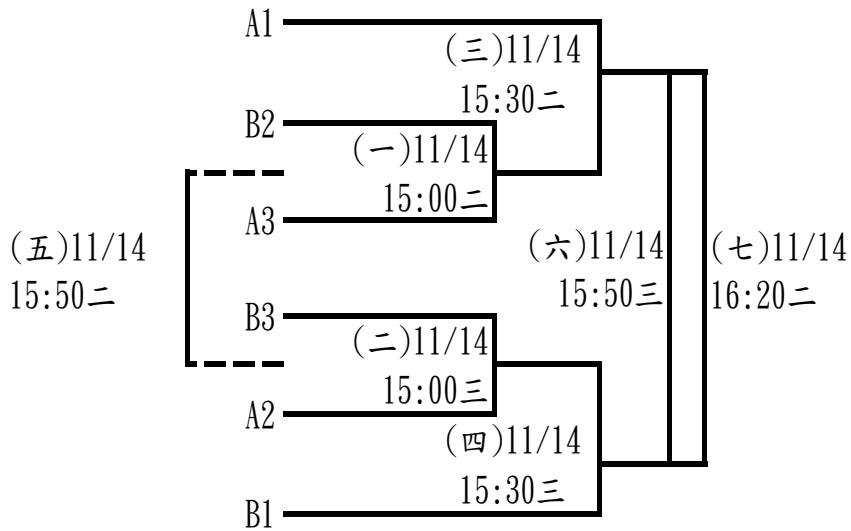 A1
(三)11/14
15:30二
B2
(一)11/14
15:00二
A3
(五)11/14
15:50二
(六)11/14
15:50三
(七)11/14
16:20二
B3
(二)11/14
15:00三
A2
(四)11/14
15:30三
B1